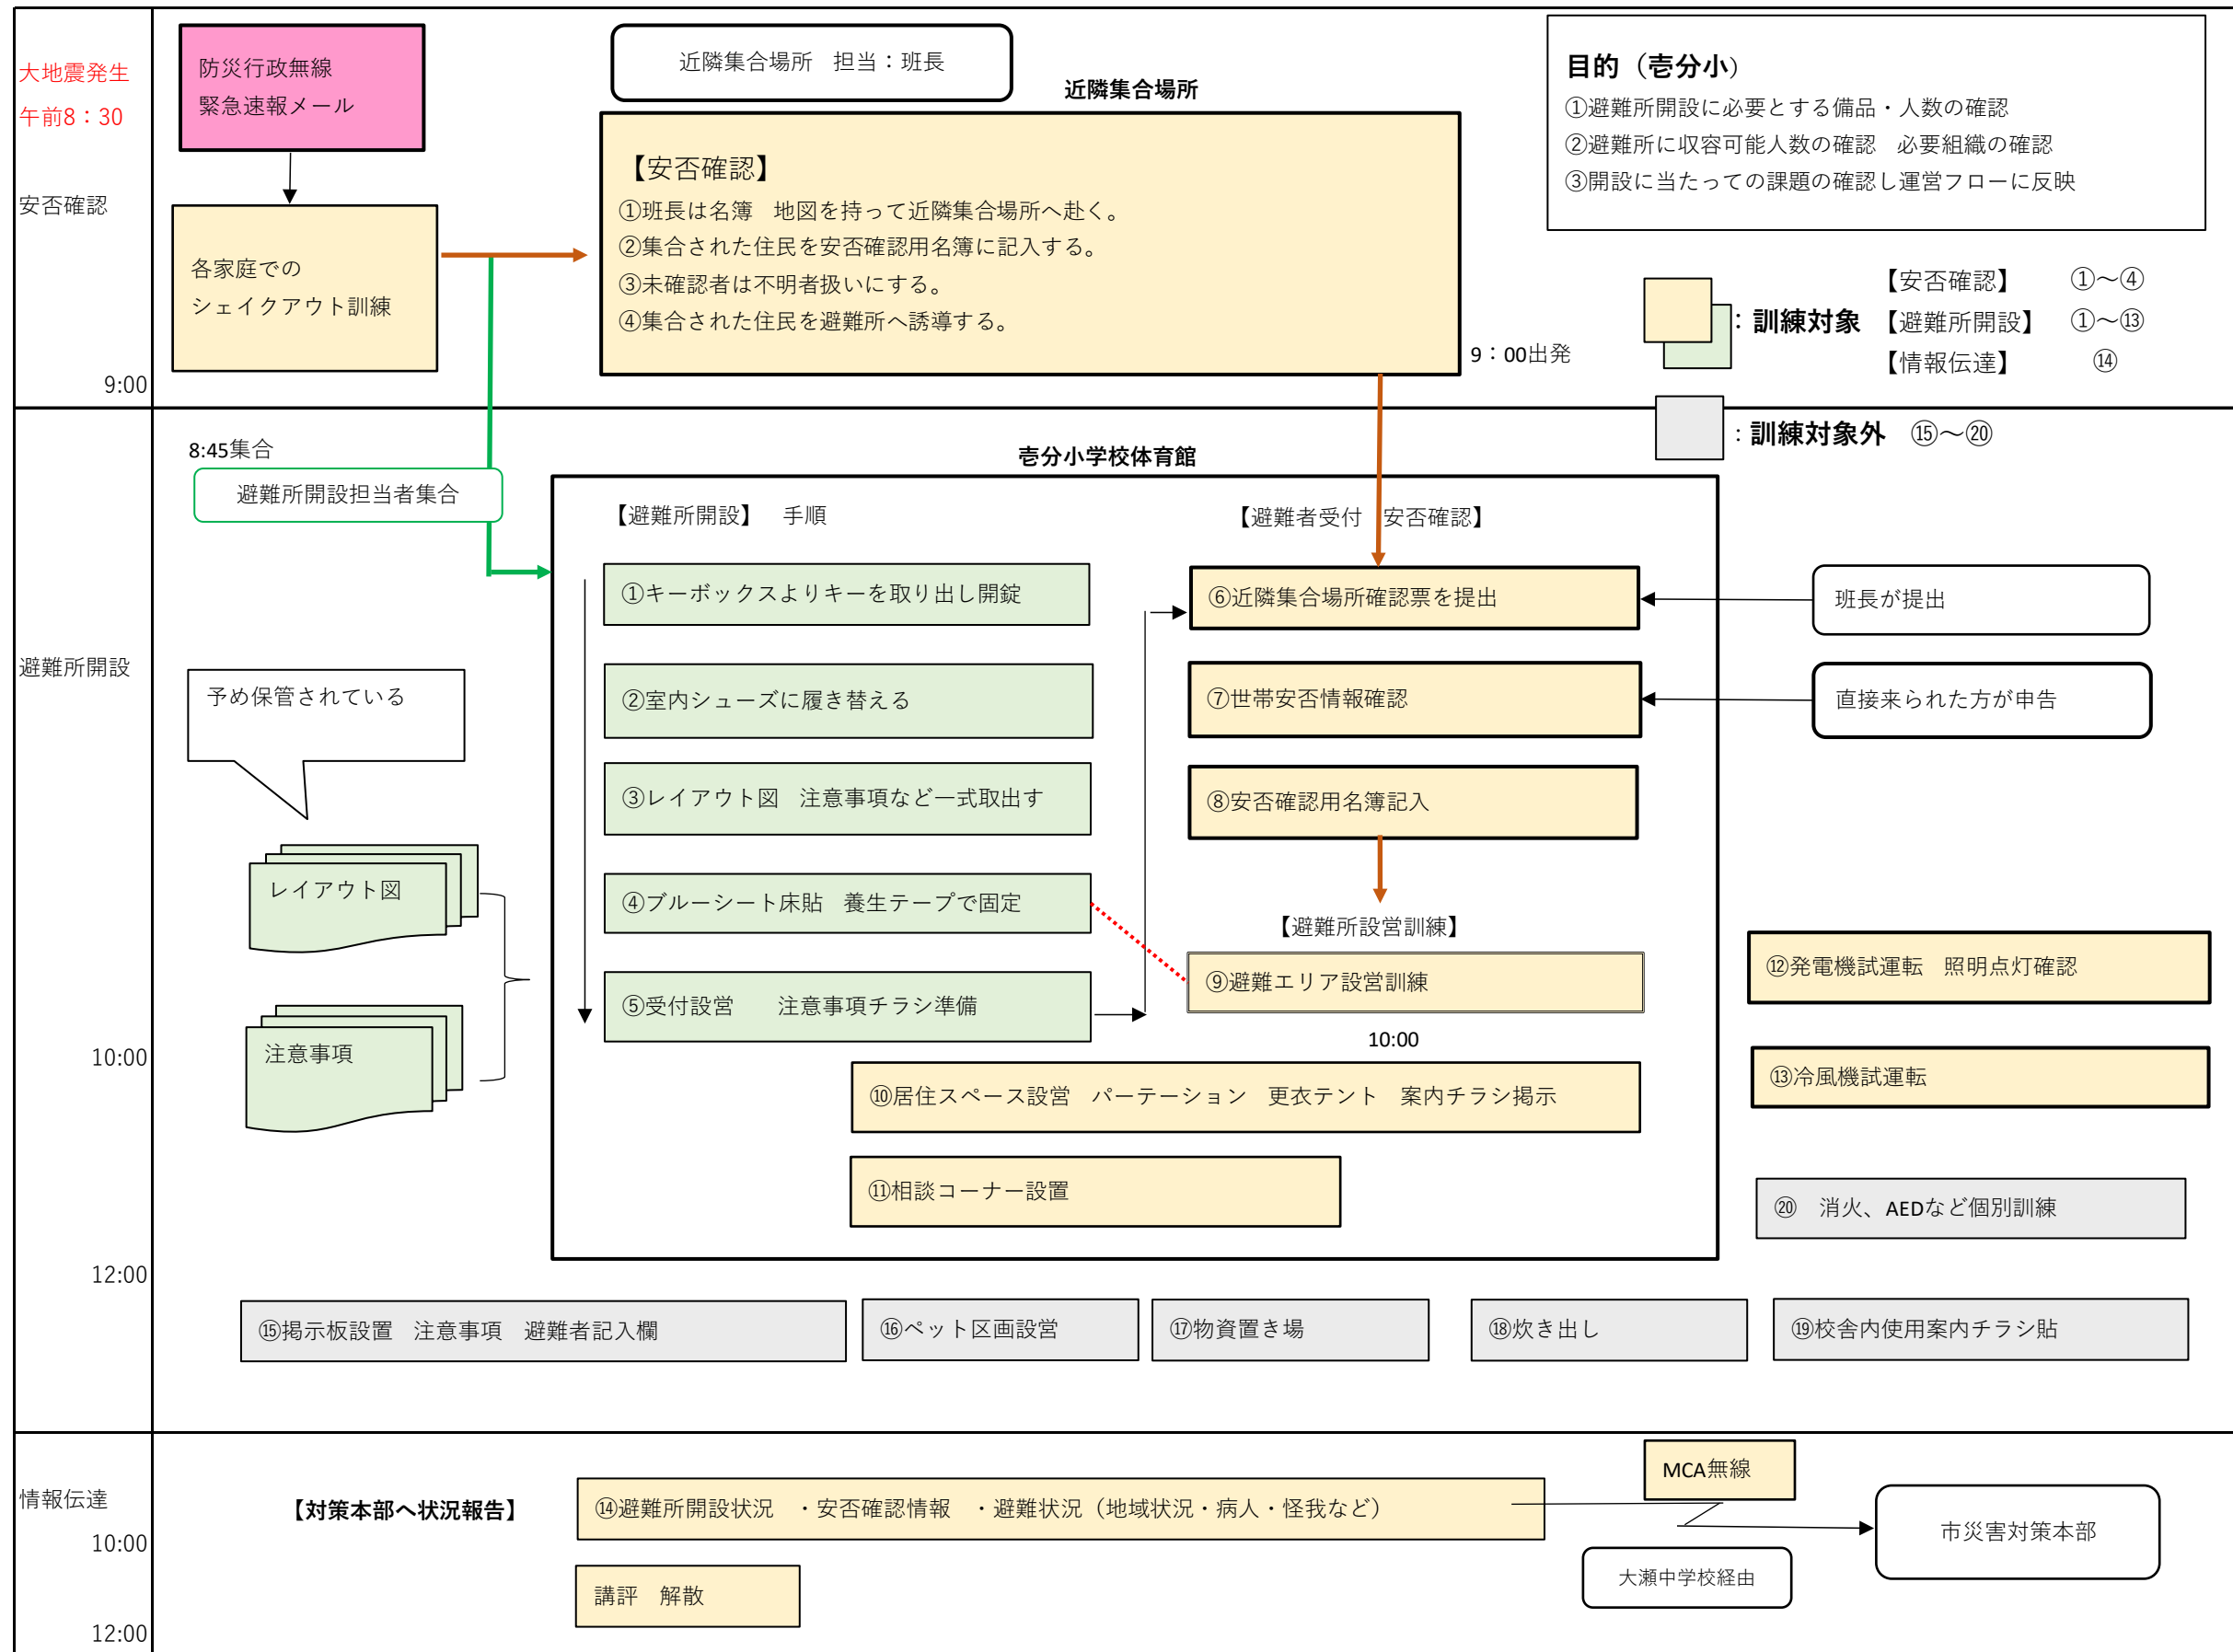 大地震発生
午前8：30
安否確認
9:00
防災行政無線
緊急速報メール
各家庭での
シェイクアウト訓練
近隣集合場所　担当：班長
近隣集合場所
【安否確認】
①班長は名簿　地図を持って近隣集合場所へ赴く。
②集合された住民を安否確認用名簿に記入する。
③未確認者は不明者扱いにする。
④集合された住民を避難所へ誘導する。
9：00出発
目的（壱分小）
①避難所開設に必要とする備品・人数の確認
②避難所に収容可能人数の確認　必要組織の確認
③開設に当たっての課題の確認し運営フローに反映
：訓練対象
【安否確認】　①～④
【避難所開設】　①～⑬
【情報伝達】　⑭
：訓練対象外　⑮～⑳
8:45集合
避難所開設担当者集合
避難所開設
10:00
12:00
予め保管されている
レイアウト図
注意事項
壱分小学校体育館
【避難所開設】　手順
①キーボックスよりキーを取り出し開錠
②室内シューズに履き替える
③レイアウト図　注意事項など一式取出す
④ブルーシート床貼　養生テープで固定
⑤受付設営　　注意事項チラシ準備
【避難者受付　安否確認】
⑥近隣集合場所確認票を提出
⑦世帯安否情報確認
⑧安否確認用名簿記入
【避難所設営訓練】
⑨避難エリア設営訓練
10:00
⑩居住スペース設営　パーテーション　更衣テント　案内チラシ掲示
⑪相談コーナー設置
班長が提出
直接来られた方が申告
⑫発電機試運転　照明点灯確認
⑬冷風機試運転
⑳　消火、AEDなど個別訓練
⑮掲示板設置　注意事項　避難者記入欄
⑯ペット区画設営
⑰物資置き場
⑱炊き出し
⑲校舎内使用案内チラシ貼
情報伝達
10:00
12:00
【対策本部へ状況報告】
⑭避難所開設状況　・安否確認情報　・避難状況（地域状況・病人・怪我など）
講評　解散
MCA無線
大瀬中学校経由
市災害対策本部